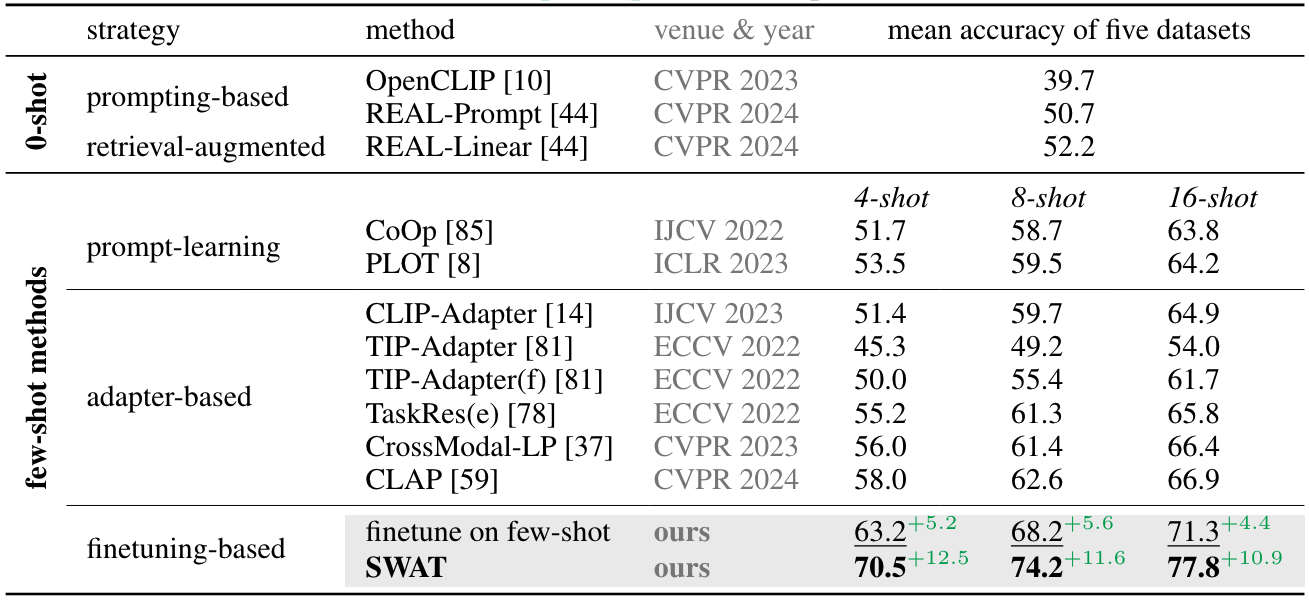 strategy method venue & year mean accuracy of five datasets
0-shot
prompting-based
OpenCLIP [10] CVPR 2023 39.7
REAL-Prompt [44] CVPR 2024 50.7
retrieval-augmented REAL-Linear [44] CVPR 2024 52.2
few-shot methods
4-shot 8-shot 16-shot
prompt-learning
CoOp [85] IJCV 2022 51.7 58.7 63.8
PLOT [8] ICLR 2023 53.5 59.5 64.2
adapter-based
CLIP-Adapter [14] IJCV 2023 51.4 59.7 64.9
TIP-Adapter [81] ECCV 2022 45.3 49.2 54.0
TIP-Adapter(f) [81] ECCV 2022 50.0 55.4 61.7
TaskRes(e) [78] ECCV 2022 55.2 61.3 65.8
CrossModal-LP [37] CVPR 2023 56.0 61.4 66.4
CLAP [59] CVPR 2024 58.0 62.6 66.9
finetuning-based
finetune on few-shot ours 63.2+5.2 68.2+5.6 71.3+4.4
SWAT ours 70.5+12.5 74.2+11.6 77.8+10.9